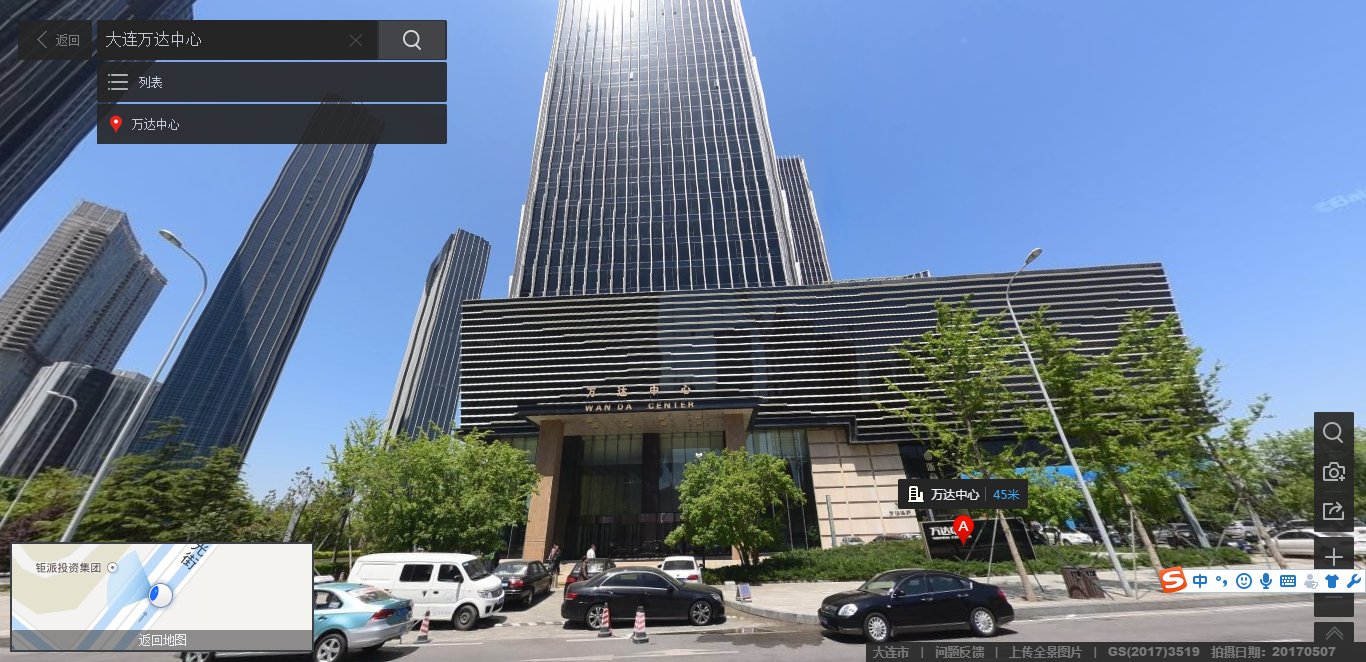 返回
大连万达中心
列表
万达中心
万 达 中 心
WAN DA CENTER
万达中心 45米
A
光街
钜派投资集团
返回地图
中
大连市 | 问题反馈 | 上传全景图片 | GS(2017)3519 拍摄日期: 20170507